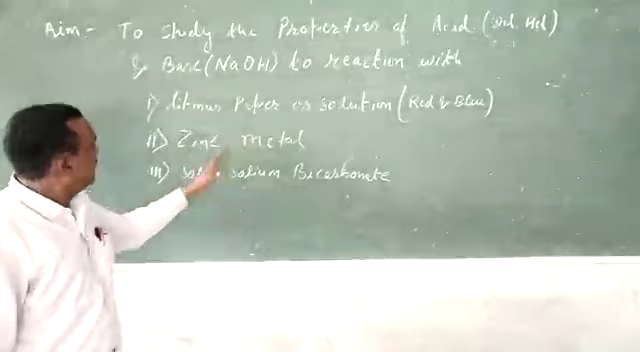 Aim - To Study the Properties of Acid (dil. Hcl)
& Base (NaOH) to reaction with
i) litmus Paper or solution (Red & Blue)
ii) Zinc metal
iii) sodium Bicarbonate